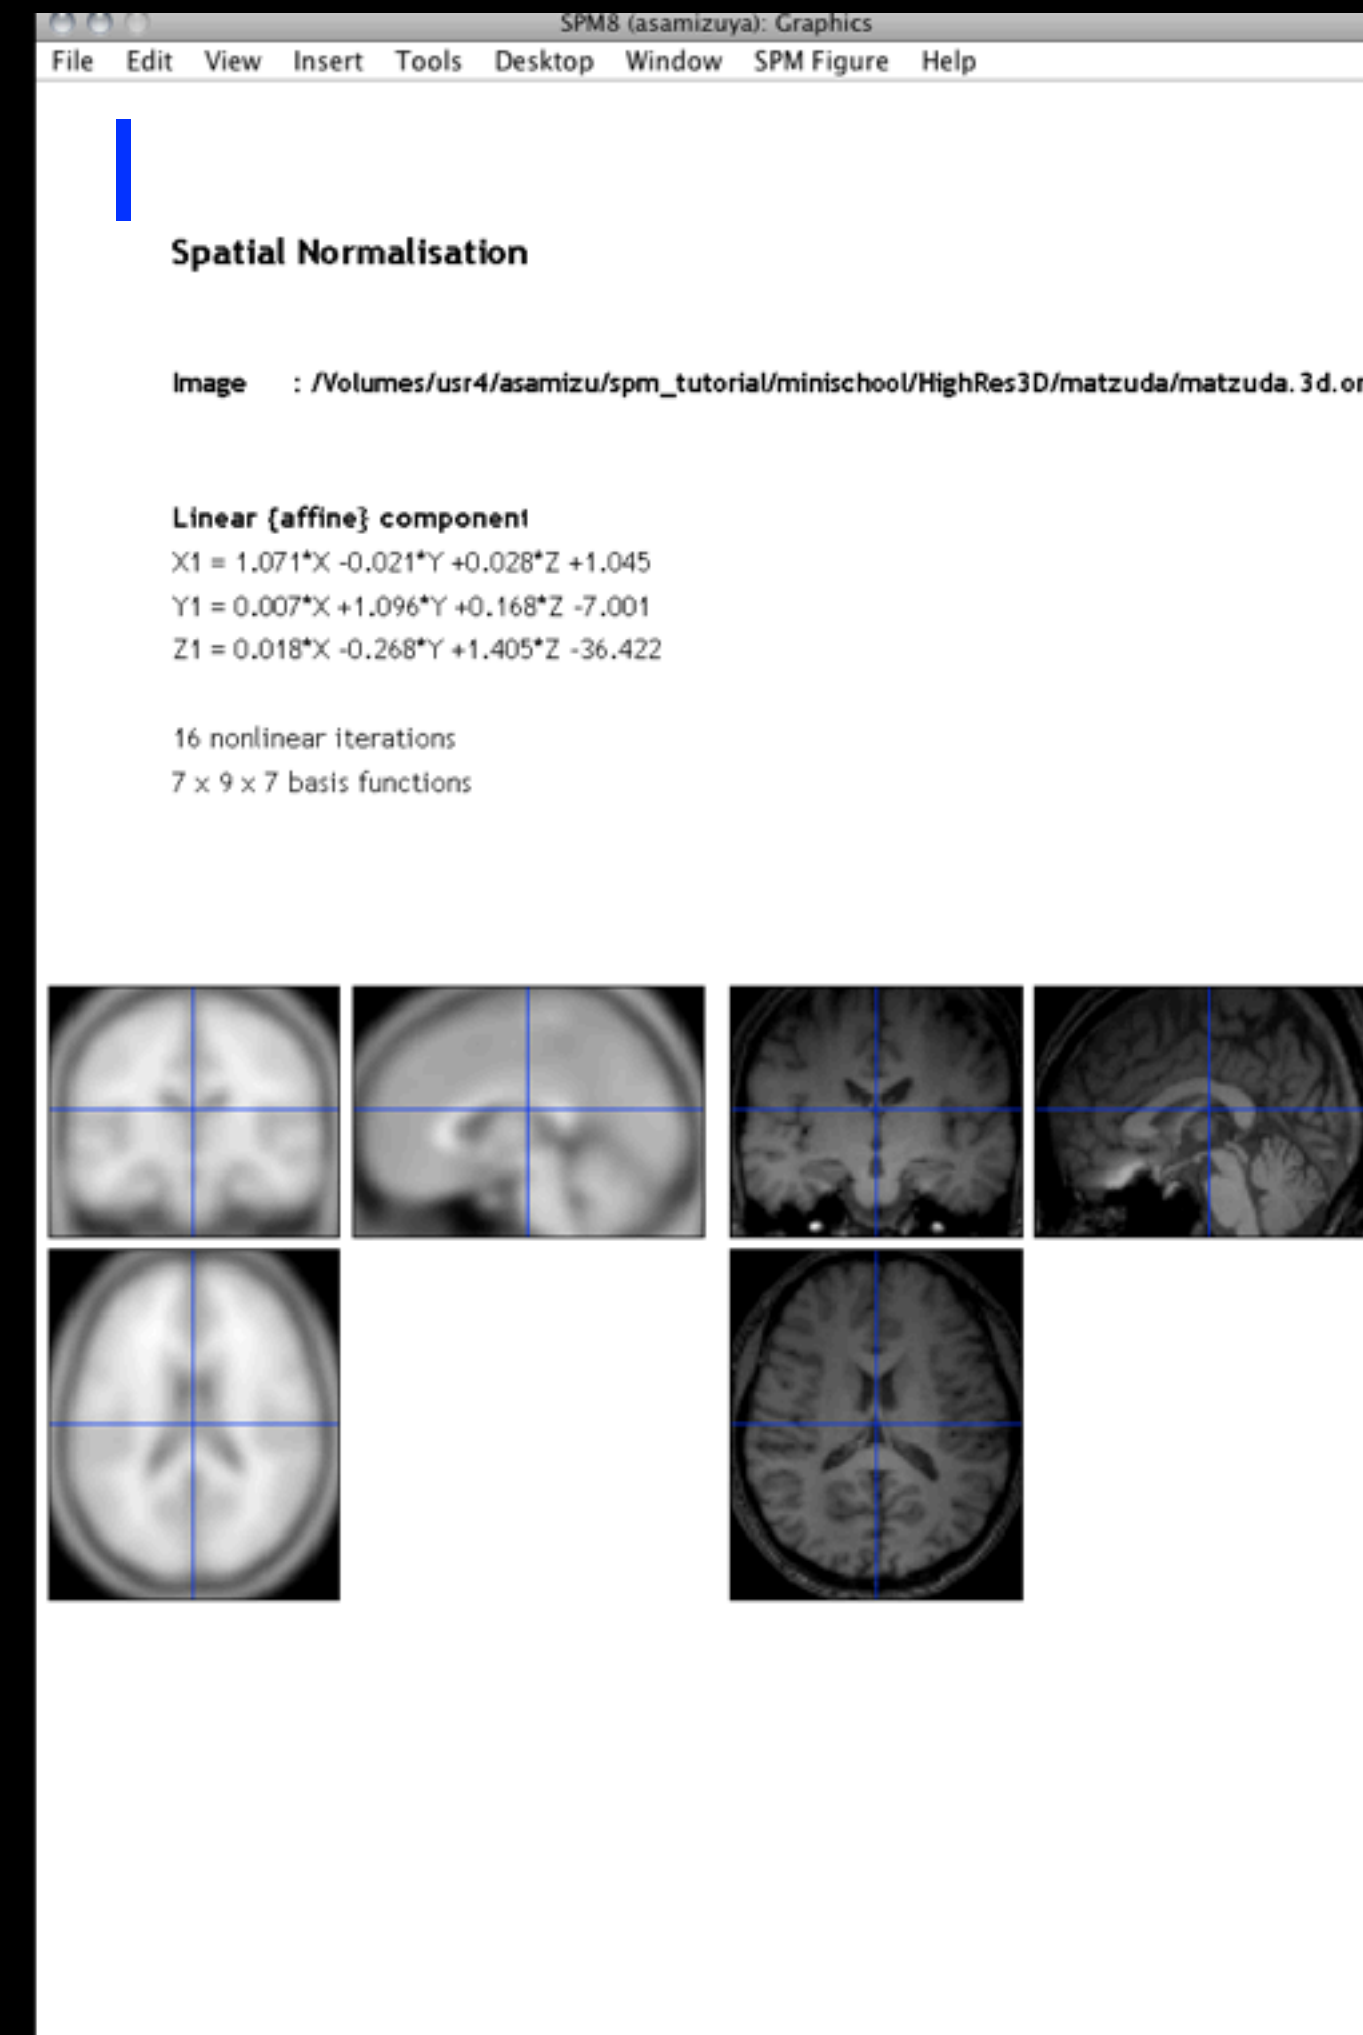 SPM8 (asamizuya): Graphics
File Edit View Insert Tools Desktop Window SPM Figure Help
Spatial Normalisation
Image : /Volumes/usr4/asamizu/spm_tutorial/minischool/HighRes3D/matzuda/matzuda.3d.or
Linear {affine} component
X1 = 1.071*X -0.021*Y +0.028*Z +1.045
Y1 = 0.007*X +1.096*Y +0.168*Z -7.001
Z1 = 0.018*X -0.268*Y +1.405*Z -36.422
16 nonlinear iterations
7 x 9 x 7 basis functions